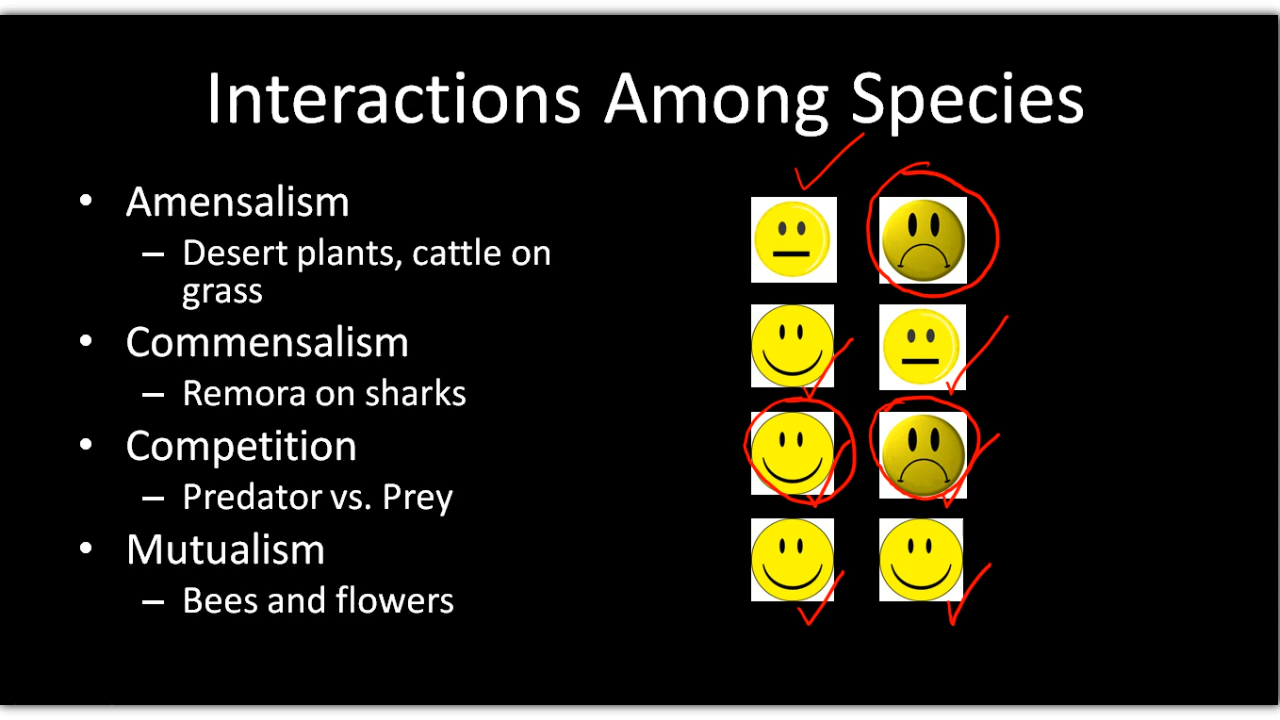 Interactions Among Species
• Amensalism
– Desert plants, cattle on
grass
• Commensalism
– Remora on sharks
• Competition
– Predator vs. Prey
• Mutualism
– Bees and flowers